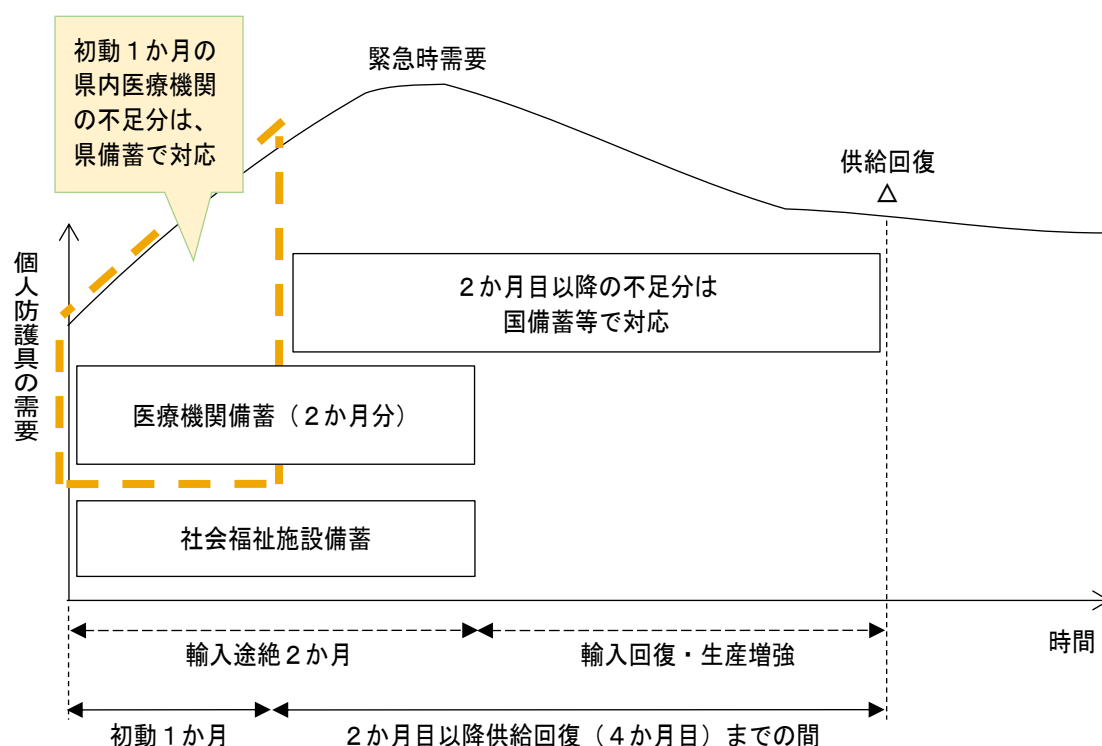 初動１か月の
県内医療機関
の不足分は、
県備蓄で対応
緊急時需要
供給回復
△
個人防護具の需要
２か月目以降の不足分は
国備蓄等で対応
医療機関備蓄（２か月分）
社会福祉施設備蓄
輸入途絶２か月
輸入回復・生産増強
時間
初動１か月
２か月目以降供給回復（４か月目）までの間